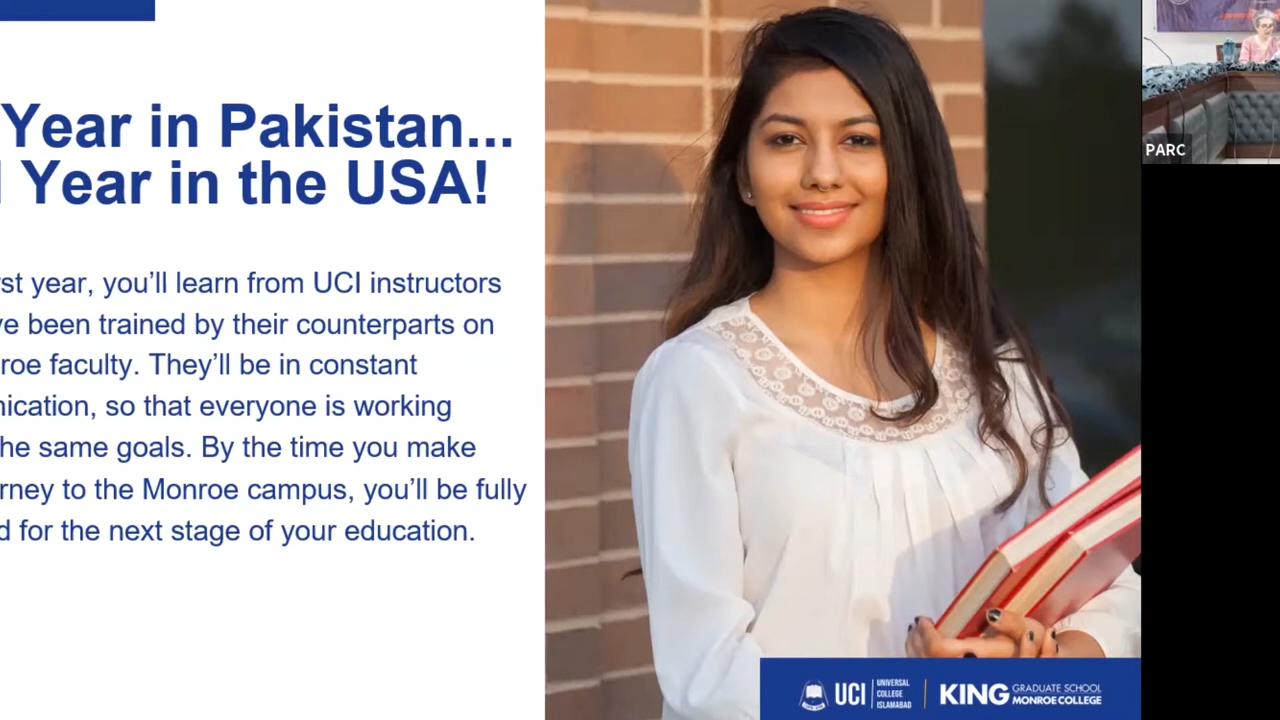 Year in Pakistan...
Year in the USA!
rst year, you'll learn from UCI instructors
ve been trained by their counterparts on
roe faculty. They'll be in constant
nication, so that everyone is working
he same goals. By the time you make
rney to the Monroe campus, you'll be fully
d for the next stage of your education.
PARC
UCI
UNIVERSAL
COLLEGE
ISLAMABAD
KING
GRADUATE SCHOOL
MONROE COLLEGE